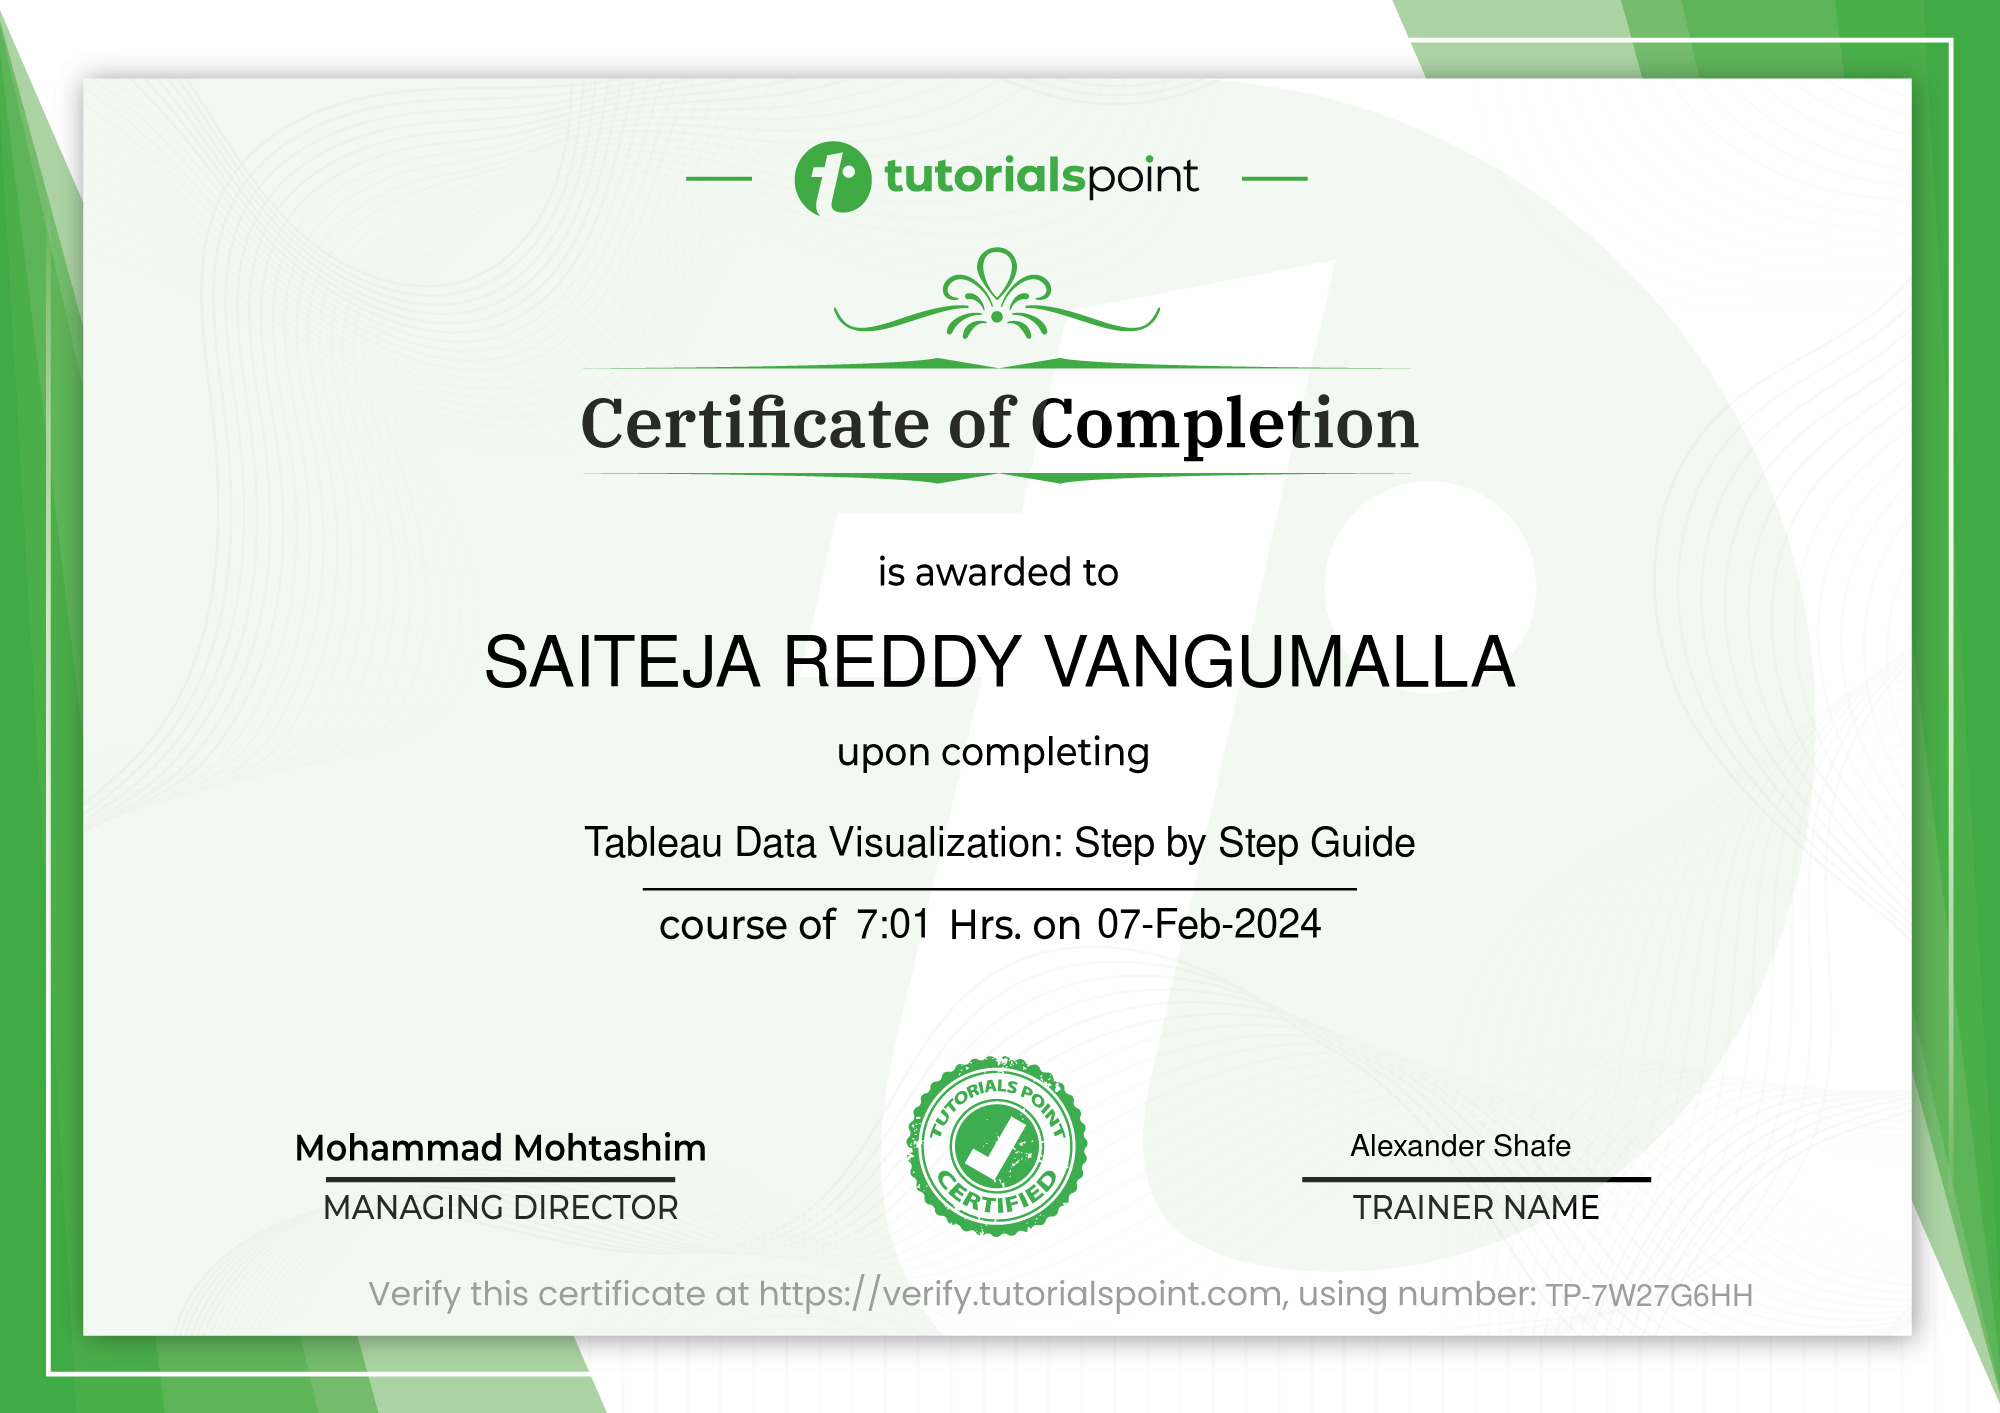 tutorialspoint
Certificate of Completion
is awarded to
SAITEJA REDDY VANGUMALLA
upon completing
Tableau Data Visualization: Step by Step Guide
course of 7:01 Hrs. on 07-Feb-2024
TUTORIALS POINT
CERTIFIED
Mohammad Mohtashim
MANAGING DIRECTOR
Alexander Shafe
TRAINER NAME
Verify this certificate at https://verify.tutorialspoint.com, using number: TP-7W27G6HH